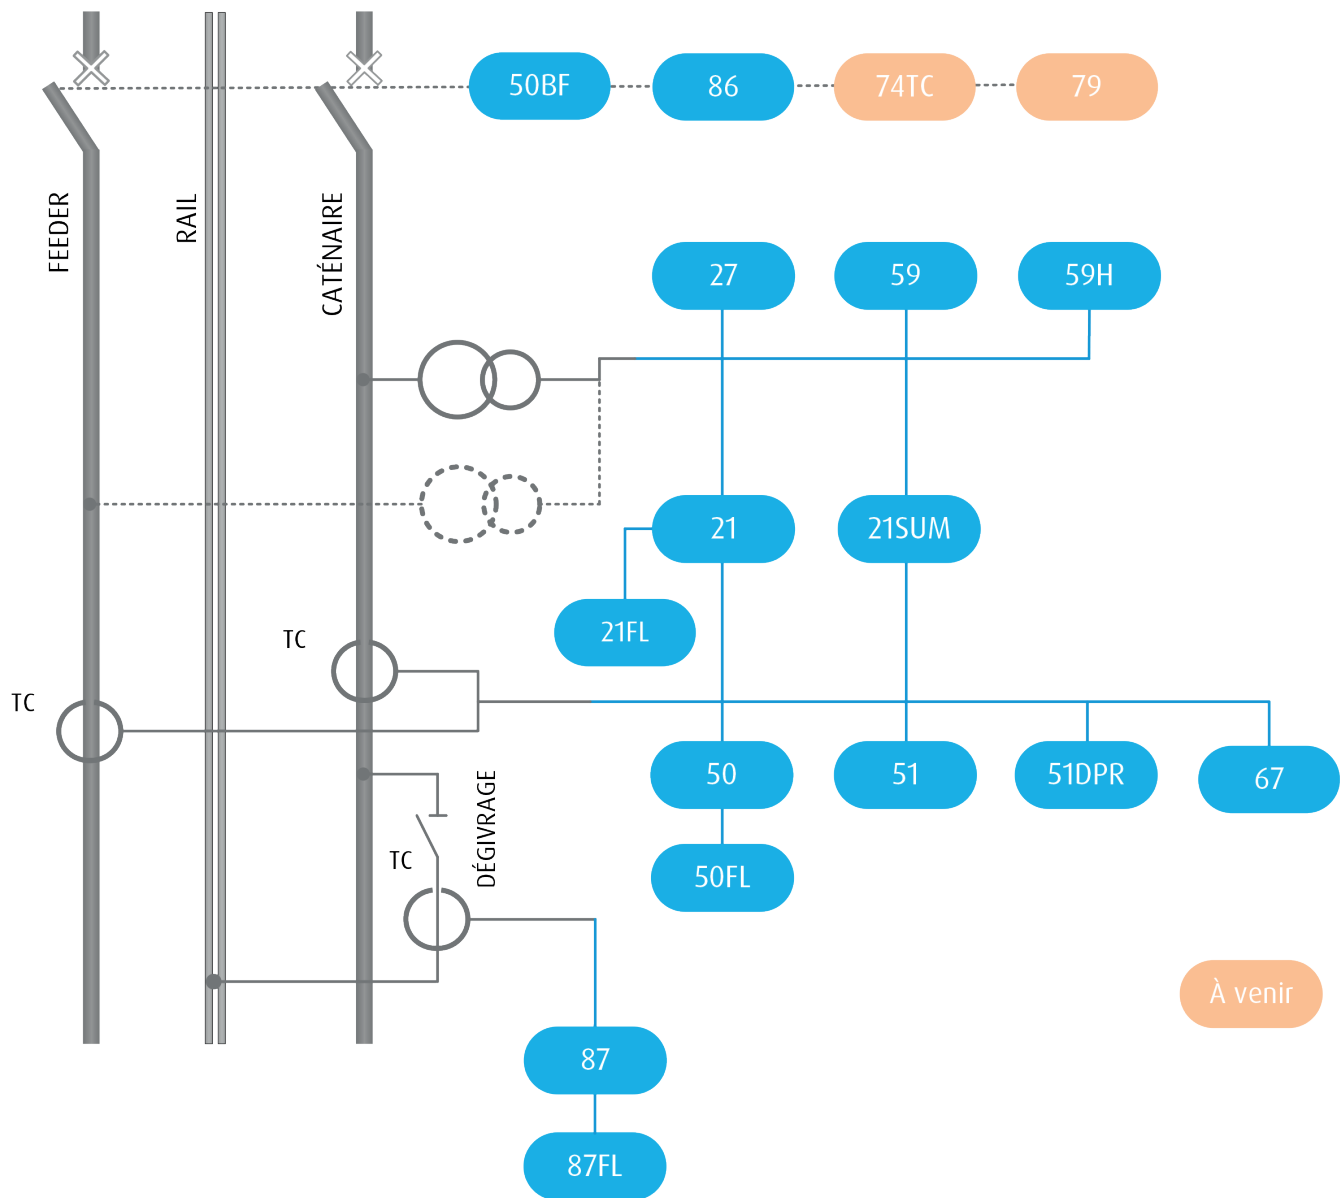 50BF
86
74TC
79
FEEDER
RAIL
CATÉNAIRE
27
59
59H
21
21SUM
21FL
TC
TC
50
51
51DPR
67
TC
DÉGIVRAGE
50FL
À venir
87
87FL